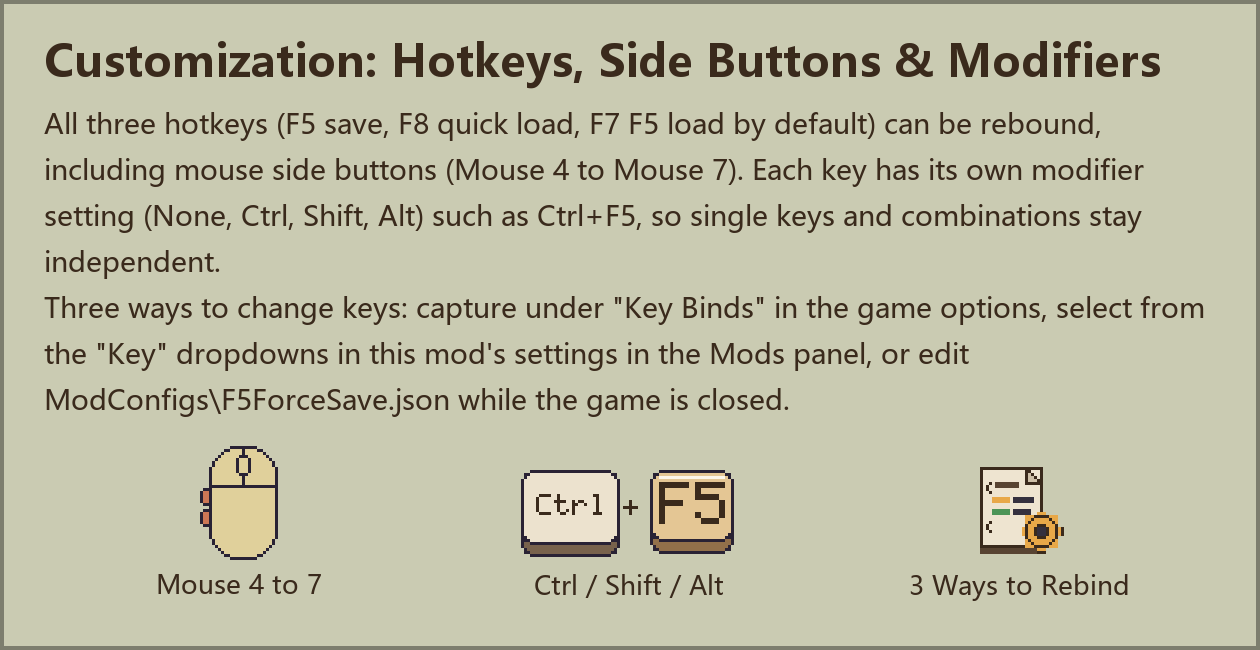 Customization: Hotkeys, Side Buttons & Modifiers
All three hotkeys (F5 save, F8 quick load, F7 F5 load by default) can be rebound,
including mouse side buttons (Mouse 4 to Mouse 7). Each key has its own modifier
setting (None, Ctrl, Shift, Alt) such as Ctrl+F5, so single keys and combinations stay
independent.
Three ways to change keys: capture under "Key Binds" in the game options, select from
the "Key" dropdowns in this mod's settings in the Mods panel, or edit
ModConfigs\F5ForceSave.json while the game is closed.
Ctrl + F5
Mouse 4 to 7
Ctrl / Shift / Alt
3 Ways to Rebind